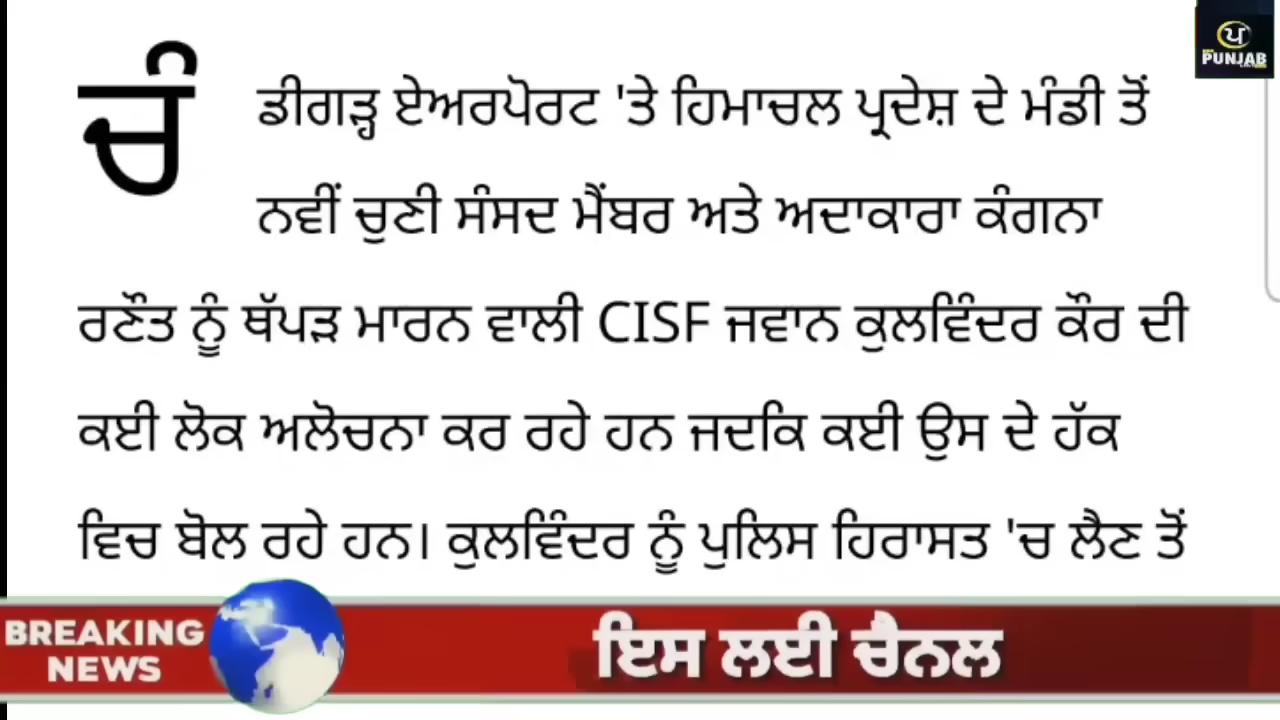 ਪ
PUNJAB
ਚੰਡੀਗੜ੍ਹ ਏਅਰਪੋਰਟ 'ਤੇ ਹਿਮਾਚਲ ਪ੍ਰਦੇਸ਼ ਦੇ ਮੰਡੀ ਤੋਂ
ਨਵੀਂ ਚੁਣੀ ਸੰਸਦ ਮੈਂਬਰ ਅਤੇ ਅਦਾਕਾਰਾ ਕੰਗਨਾ
ਰਣੌਤ ਨੂੰ ਥੱਪੜ ਮਾਰਨ ਵਾਲੀ CISF ਜਵਾਨ ਕੁਲਵਿੰਦਰ ਕੌਰ ਦੀ
ਕਈ ਲੋਕ ਅਲੋਚਨਾ ਕਰ ਰਹੇ ਹਨ ਜਦਕਿ ਕਈ ਉਸ ਦੇ ਹੱਕ
ਵਿਚ ਬੋਲ ਰਹੇ ਹਨ। ਕੁਲਵਿੰਦਰ ਨੂੰ ਪੁਲਿਸ ਹਿਰਾਸਤ 'ਚ ਲੈਣ ਤੋਂ
BREAKING
NEWS
ਇਸ ਲਈ ਚੈਨਲ